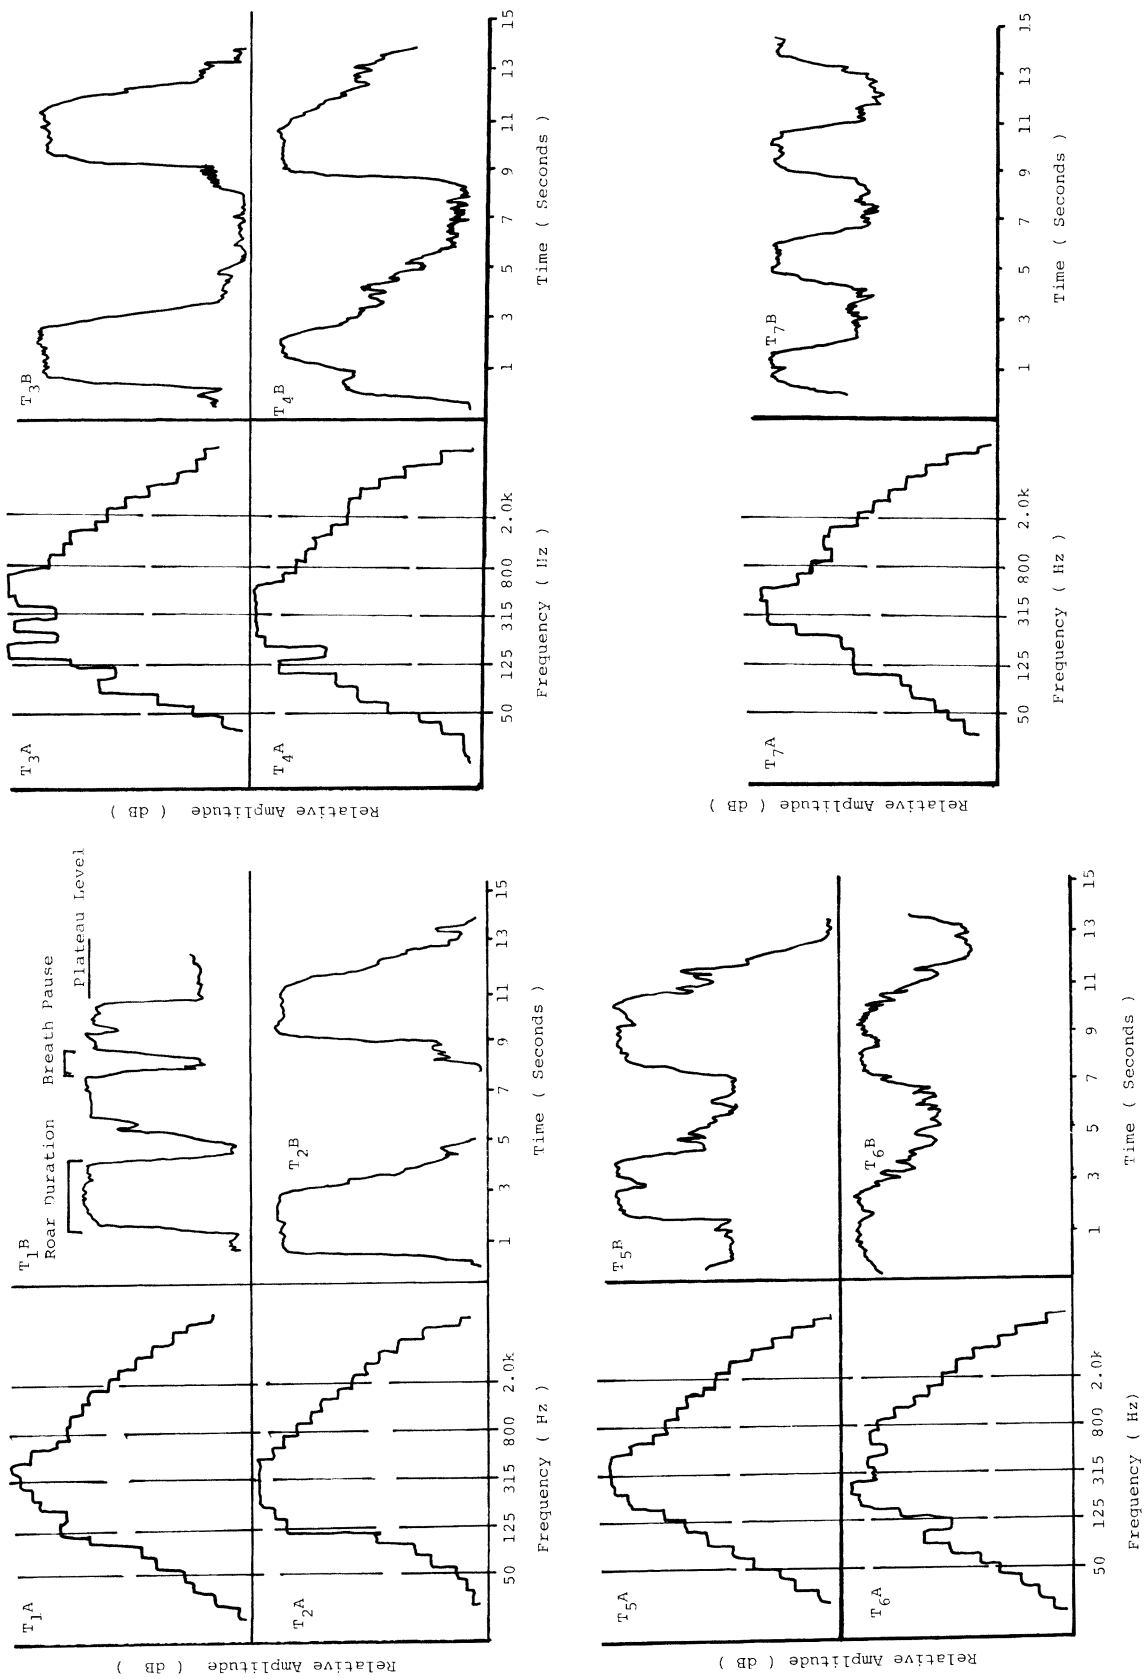 T1A
T1B
Roar Duration
Breath Pause
Plateau Level
T2A
T2B
Relative Amplitude ( dB )
50 125 315 800 2.0k
Frequency ( Hz )
1 3 5 7 9 11 13 15
Time ( Seconds )
T3A
T3B
T4A
T4B
Relative Amplitude ( dB )
50 125 315 800 2.0k
Frequency ( Hz )
1 3 5 7 9 11 13 15
Time ( Seconds )
T5A
T5B
T6A
T6B
Relative Amplitude ( dB )
50 125 315 800 2.0k
Frequency ( Hz)
1 3 5 7 9 11 13 15
Time ( Seconds )
T7A
T7B
Relative Amplitude ( dB )
50 125 315 800 2.0k
Frequency ( Hz )
1 3 5 7 9 11 13 15
Time ( Seconds )